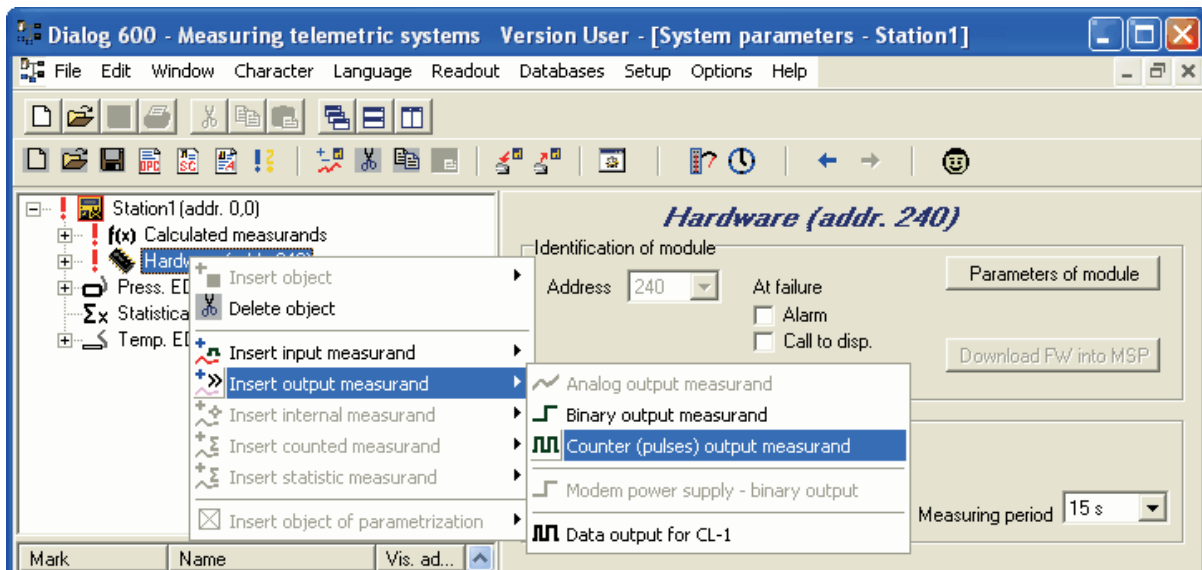 Dialog 600 - Measuring telemetric systems Version User - [System parameters - Station1]
File Edit Window Character Language Readout Databases Setup Options Help
Station1 (addr. 0,0)
f(x) Calculated measurands
Hardware (addr. 240)
Identification of module
Address 240
At failure
Alarm
Call to disp.
Parameters of module
Download FW into MSP
Press. ED
Σx Statistica
Temp. ED
Insert object
Delete object
Insert input measurand
Insert output measurand
Insert internal measurand
Insert counted measurand
Insert statistic measurand
Insert object of parametrization
Analog output measurand
Binary output measurand
Counter (pulses) output measurand
Modem power supply - binary output
Data output for CL-1
Measuring period 15 s
Mark Name Vis. ad...